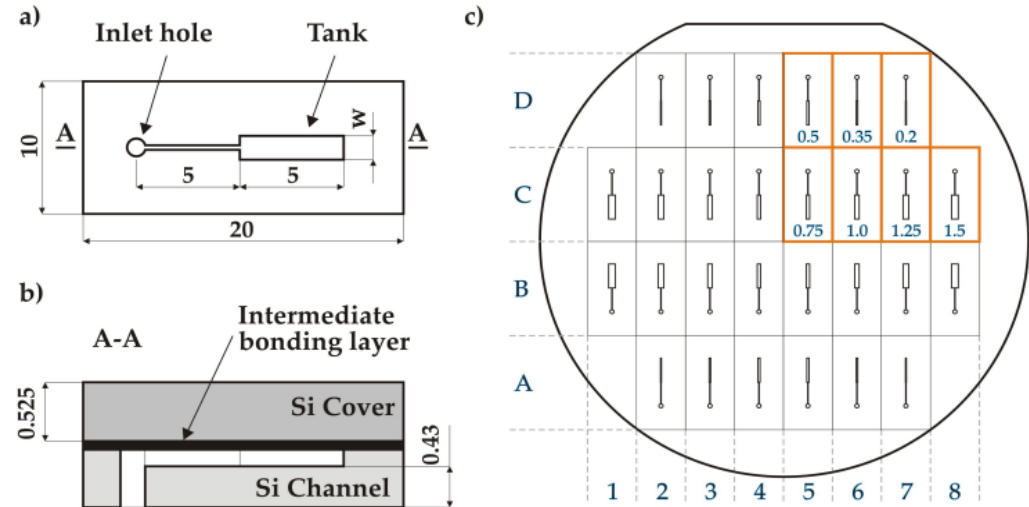 a)
Inlet hole
Tank
A
A
10
w
5
5
20
b)
A-A
Intermediate
bonding layer
0.525
Si Cover
0.43
Si Channel
c)
D
0.5
0.35
0.2
C
0.75
1.0
1.25
1.5
B
A
1
2
3
4
5
6
7
8